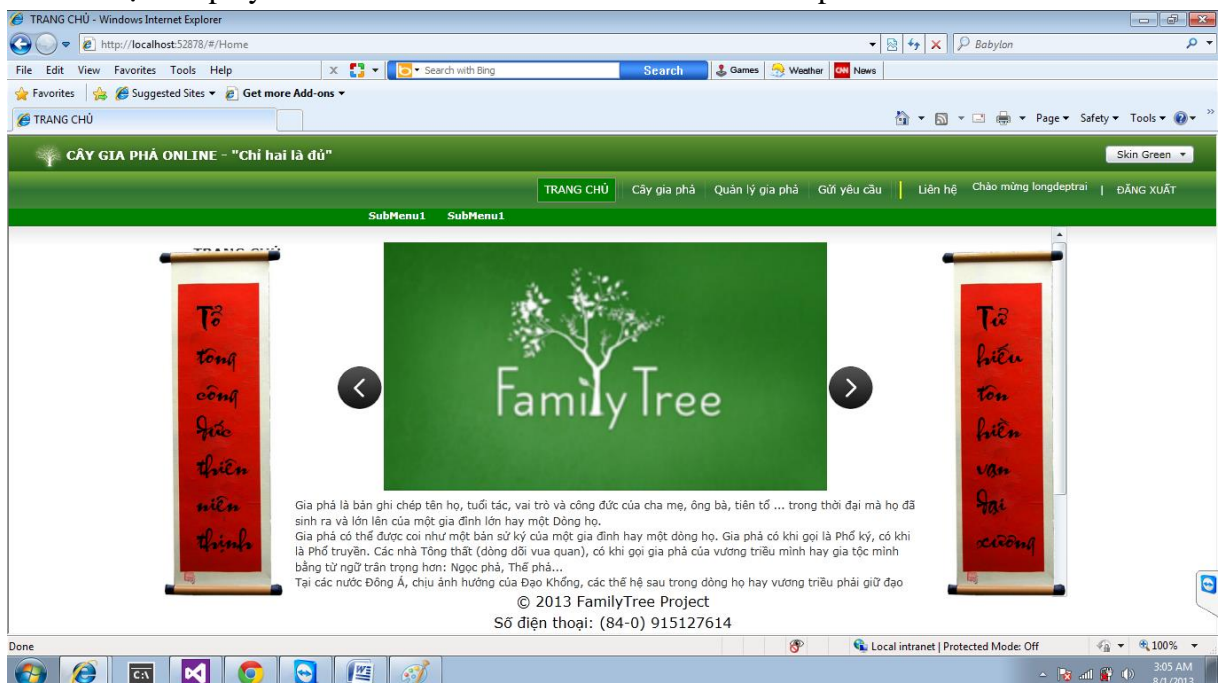 TRANG CHỦ - Windows Internet Explorer
http://localhost:52878/#/Home
Babylon
File Edit View Favorites Tools Help
X
Search with Bing
Search
Games
Weather
CNN News
Favorites
Suggested Sites
Get more Add-ons
TRANG CHỦ
Page
Safety
Tools
CÂY GIA PHẢ ONLINE - "Chỉ hai là đủ"
Skin Green
TRANG CHỦ
Cây gia phả
Quản lý gia phả
Gửi yêu cầu
Liên hệ
Chào mừng longdeptrai
|
ĐĂNG XUẤT
SubMenu1
SubMenu1
TRANG CHỦ
Tổ
tông
công
đức
thiên
niên
thịnh
Family Tree
Tử
hiếu
tôn
hiền
vạn
đại
xương
Gia phả là bản ghi chép tên họ, tuổi tác, vai trò và công đức của cha mẹ, ông bà, tiên tổ ... trong thời đại mà họ đã
sinh ra và lớn lên của một gia đình lớn hay một Dòng họ.
Gia phả có thể được coi như một bản sử ký của một gia đình hay một dòng họ. Gia phả có khi gọi là Phổ ký, có khi
là Phổ truyền. Các nhà Tông thất (dòng dõi vua quan), có khi gọi gia phả của vương triều mình hay gia tộc mình
bằng từ ngữ trân trọng hơn: Ngọc phả, Thế phả...
Tại các nước Đông Á, chịu ảnh hưởng của Đạo Khổng, các thế hệ sau trong dòng họ hay vương triều phải giữ đạo
© 2013 FamilyTree Project
Số điện thoại: (84-0) 915127614
Done
Local intranet | Protected Mode: Off
100%
3:05 AM
8/1/2013